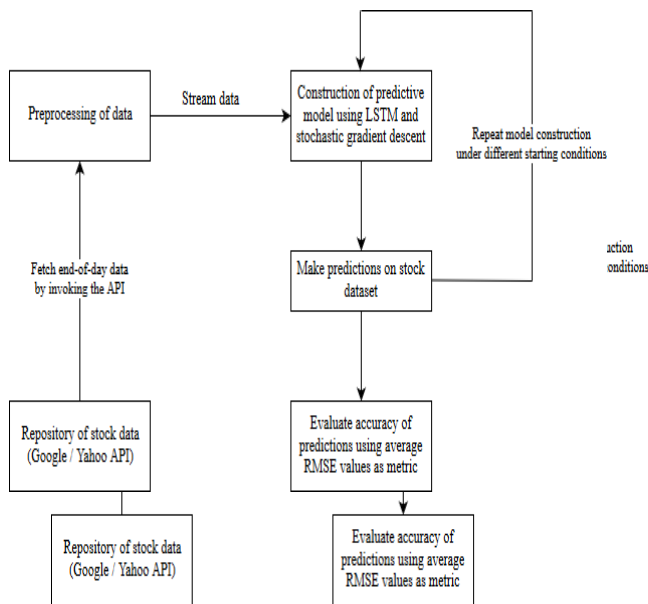 Preprocessing of data
Stream data
Construction of predictive
model using LSTM and
stochastic gradient descent
Repeat model construction
under different starting conditions
Fetch end-of-day data
by invoking the API
Make predictions on stock
dataset
action
onditions
Repository of stock data
(Google / Yahoo API)
Evaluate accuracy of
predictions using average
RMSE values as metric
Repository of stock data
(Google / Yahoo API)
Evaluate accuracy of
predictions using average
RMSE values as metric